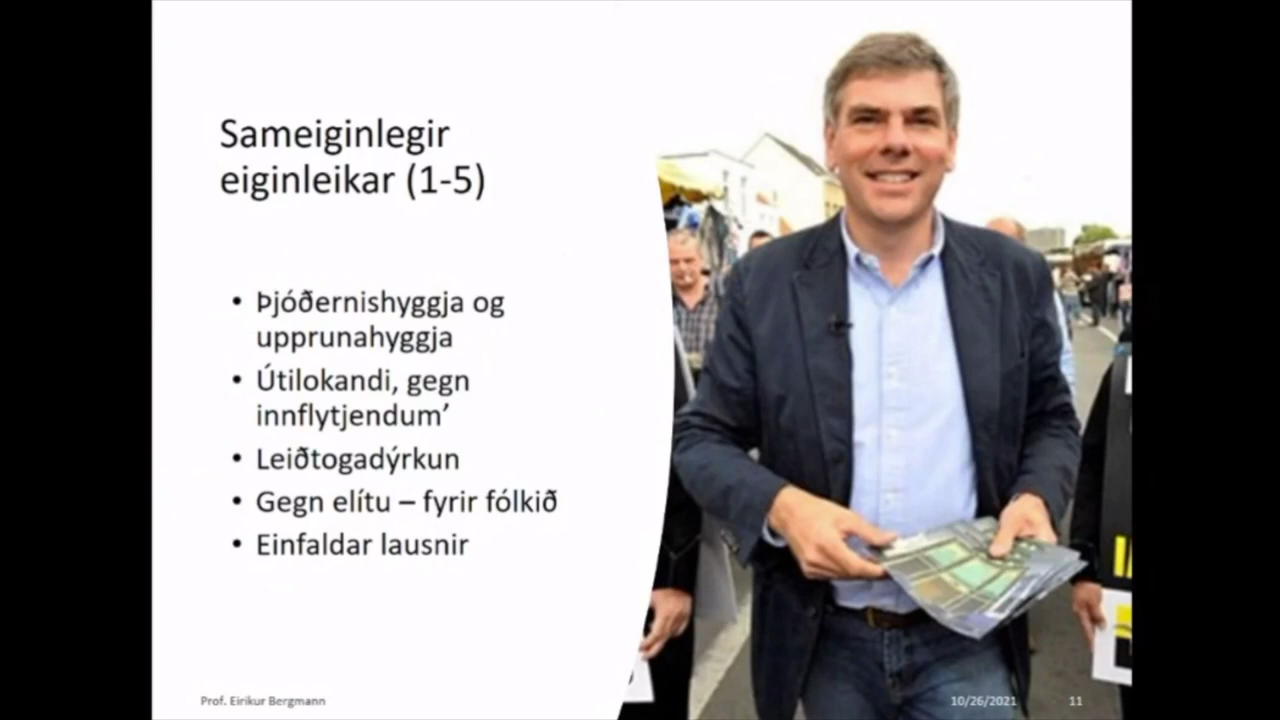 Sameiginlegir
eiginleikar (1-5)
• Þjóðernishyggja og
upprunahyggja
• Útilokandi, gegn
innflytjendum’
• Leiðtogadýrkun
• Gegn elítu – fyrir fólkið
• Einfaldar lausnir
Prof. Eirikur Bergmann
10/26/2021
11